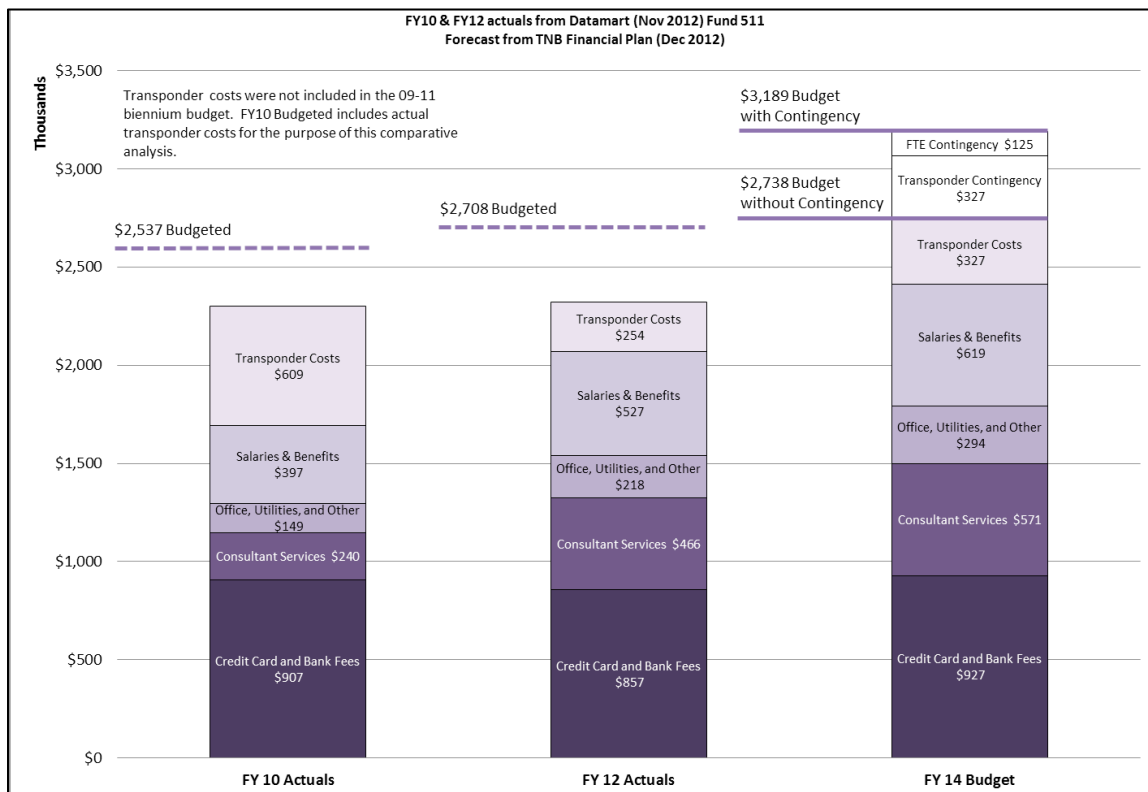 FY10 & FY12 actuals from Datamart (Nov 2012) Fund 511
Forecast from TNB Financial Plan (Dec 2012)
Thousands
$3,500
$3,000
$2,500
$2,000
$1,500
$1,000
$500
$0
Transponder costs were not included in the 09-11
biennium budget. FY10 Budgeted includes actual
transponder costs for the purpose of this comparative
analysis.
$2,537 Budgeted
Transponder Costs
$609
Salaries & Benefits
$397
Office, Utilities, and Other
$149
Consultant Services $240
Credit Card and Bank Fees
$907
FY 10 Actuals
$2,708 Budgeted
Transponder Costs
$254
Salaries & Benefits
$527
Office, Utilities, and Other
$218
Consultant Services $466
Credit Card and Bank Fees
$857
FY 12 Actuals
$3,189 Budget
with Contingency
$2,738 Budget
without Contingency
FTE Contingency $125
Transponder Contingency
$327
Transponder Costs
$327
Salaries & Benefits
$619
Office, Utilities, and Other
$294
Consultant Services $571
Credit Card and Bank Fees
$927
FY 14 Budget